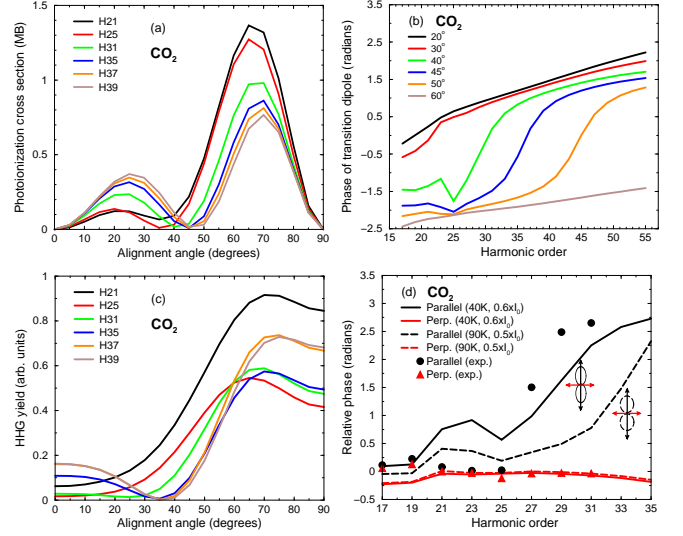 (a)
CO2
H21
H25
H31
H35
H37
H39
Photoionization cross section (MB)
0
0.5
1
1.5
0 10 20 30 40 50 60 70 80 90
Alignment angle (degrees)
(b)
CO2
20°
30°
40°
45°
50°
60°
Phase of transition dipole (radians)
2.5
1.5
0.5
−0.5
−1.5
−2.5
15 20 25 30 35 40 45 50 55
Harmonic order
(c)
CO2
H21
H25
H31
H35
H37
H39
HHG yield (arb. units)
1
0.8
0.6
0.4
0.2
0
0 10 20 30 40 50 60 70 80 90
Alignment angle (degrees)
(d)
CO2
Parallel (40K, 0.6xI0)
Perp. (40K, 0.6xI0)
Parallel (90K, 0.5xI0)
Perp. (90K, 0.5xI0)
Parallel (exp.)
Perp. (exp.)
Relative phase (radians)
3.5
3
2.5
2
1.5
1
0.5
0
−0.5
17 19 21 23 25 27 29 31 33 35
Harmonic order